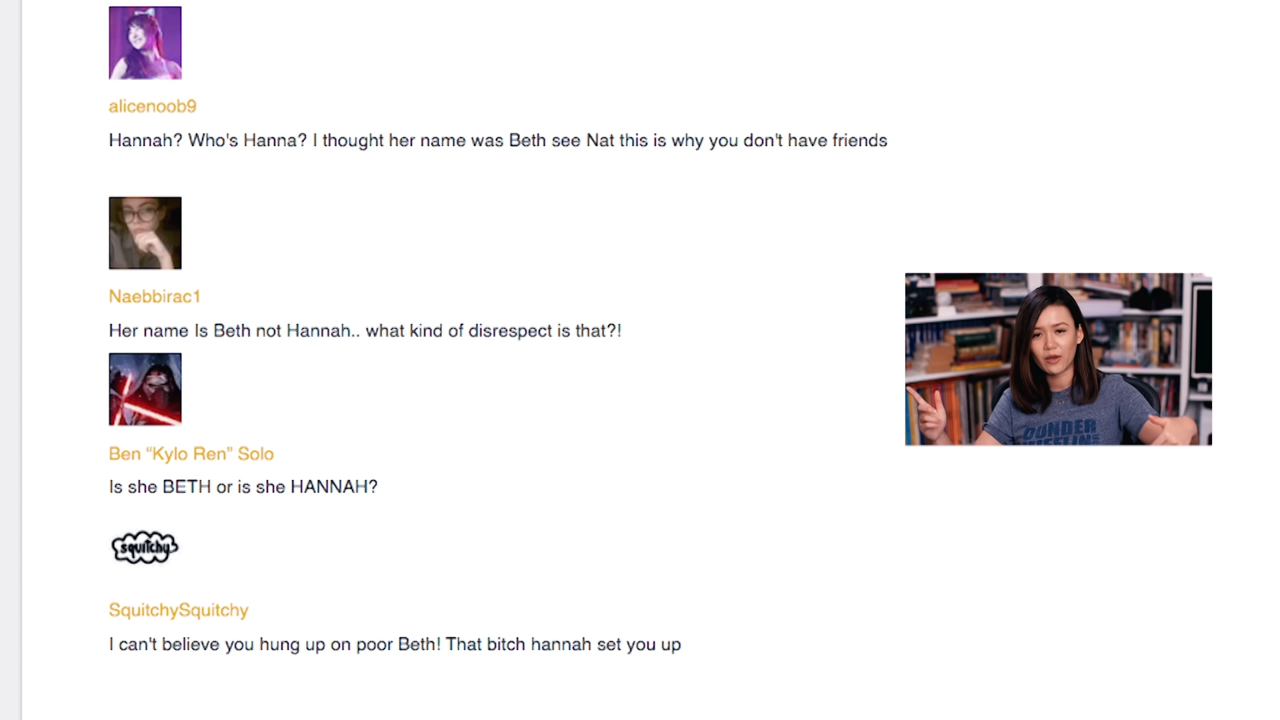 alicenoob9
Hannah? Who's Hanna? I thought her name was Beth see Nat this is why you don't have friends
Naebbirac1
Her name Is Beth not Hannah.. what kind of disrespect is that?!
DUNDER
MIFFLIN
Ben “Kylo Ren” Solo
Is she BETH or is she HANNAH?
squitchy
SquitchySquitchy
I can't believe you hung up on poor Beth! That bitch hannah set you up